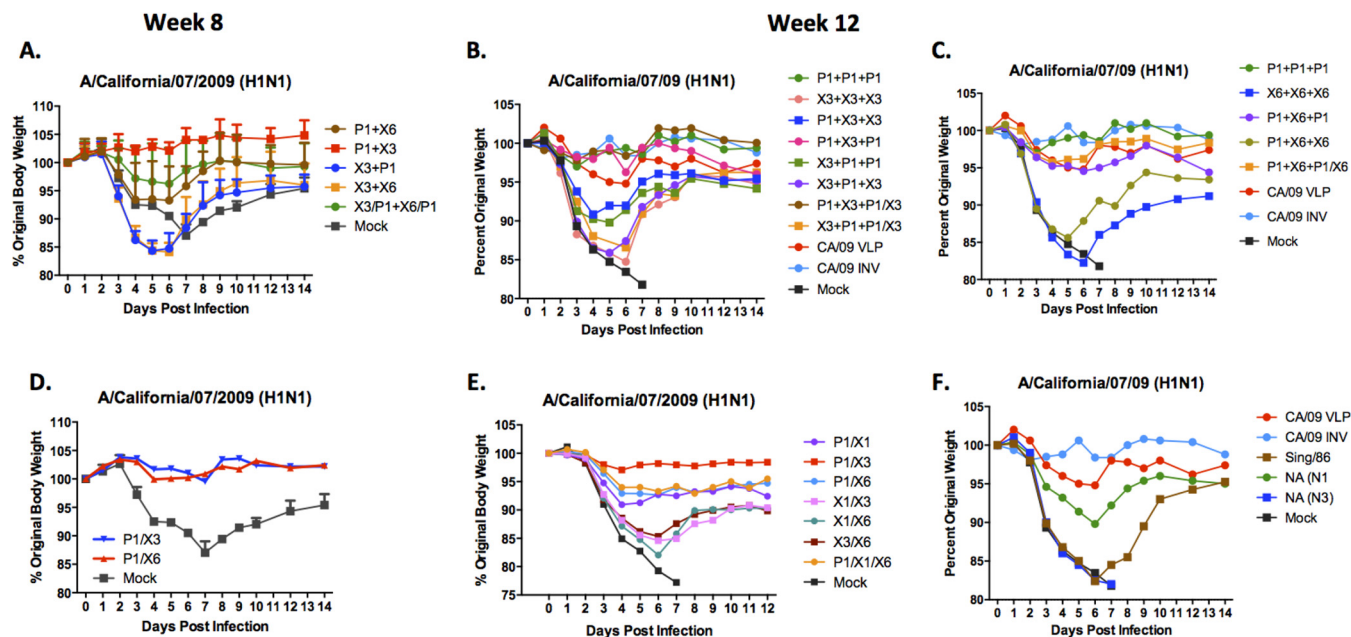 Week 8
Week 12
A.
A/California/07/2009 (H1N1)
% Original Body Weight
110
105
100
95
90
85
80
0 1 2 3 4 5 6 7 8 9 10 11 12 13 14
Days Post Infection
P1+X6
P1+X3
X3+P1
X3+X6
X3/P1+X6/P1
Mock
B.
A/California/07/09 (H1N1)
Percent Original Weight
105
100
95
90
85
80
0 1 2 3 4 5 6 7 8 9 10 11 12 13 14
Days Post Infection
P1+P1+P1
X3+X3+X3
P1+X3+X3
P1+X3+P1
X3+P1+P1
X3+P1+X3
P1+X3+P1/X3
X3+P1+P1/X3
CA/09 VLP
CA/09 INV
Mock
C.
A/California/07/09 (H1N1)
Percent Original Weight
105
100
95
90
85
80
0 1 2 3 4 5 6 7 8 9 10 11 12 13 14
Days Post Infection
P1+P1+P1
X6+X6+X6
P1+X6+P1
P1+X6+X6
P1+X6+P1/X6
CA/09 VLP
CA/09 INV
Mock
D.
A/California/07/2009 (H1N1)
% Original Body Weight
110
105
100
95
90
85
80
0 1 2 3 4 5 6 7 8 9 10 11 12 13 14
Days Post Infection
P1/X3
P1/X6
Mock
E.
A/California/07/2009 (H1N1)
% Original Body Weight
105
100
95
90
85
80
75
0 1 2 3 4 5 6 7 8 9 10 11 12
Days Post Infection
P1/X1
P1/X3
P1/X6
X1/X3
X1/X6
X3/X6
P1/X1/X6
Mock
F.
A/California/07/09 (H1N1)
Percent Original Weight
105
100
95
90
85
80
0 1 2 3 4 5 6 7 8 9 10 11 12 13 14
Days Post Infection
CA/09 VLP
CA/09 INV
Sing/86
NA (N1
NA (N3)
Mock